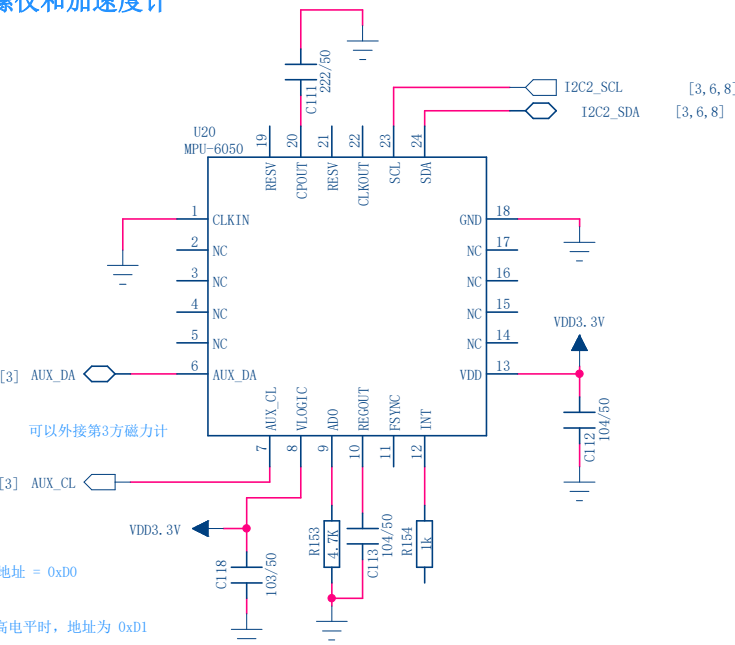 螺仪和加速度计
C111
222/50
I2C2_SCL [3,6,8]
I2C2_SDA [3,6,8]
U20
MPU-6050
19
20
21
22
23
24
RESV
CPOUT
RESV
CLKOUT
SCL
SDA
1 CLKIN
GND 18
2 NC
NC 17
3 NC
NC 16
4 NC
NC 15
5 NC
NC 14
VDD3.3V
[3] AUX_DA
6 AUX_DA
VDD 13
AUX_CL
VLOGIC
ADO
REGOUT
FSYNC
INT
C112
104/50
可以外接第3方磁力计
7
8
9
10
11
12
[3] AUX_CL
VDD3.3V
R153
4.7K
C113
104/50
R154
1k
C118
103/50
地址 = 0xD0
高电平时，地址为 0xD1